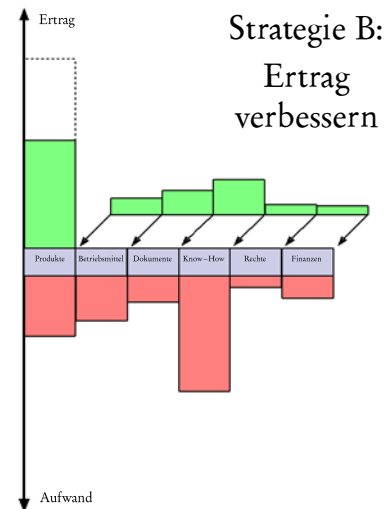 Ertrag
Strategie B:
Ertrag
verbessern
Produkte
Betriebsmittel
Dokumente
Know-How
Rechte
Finanzen
Aufwand